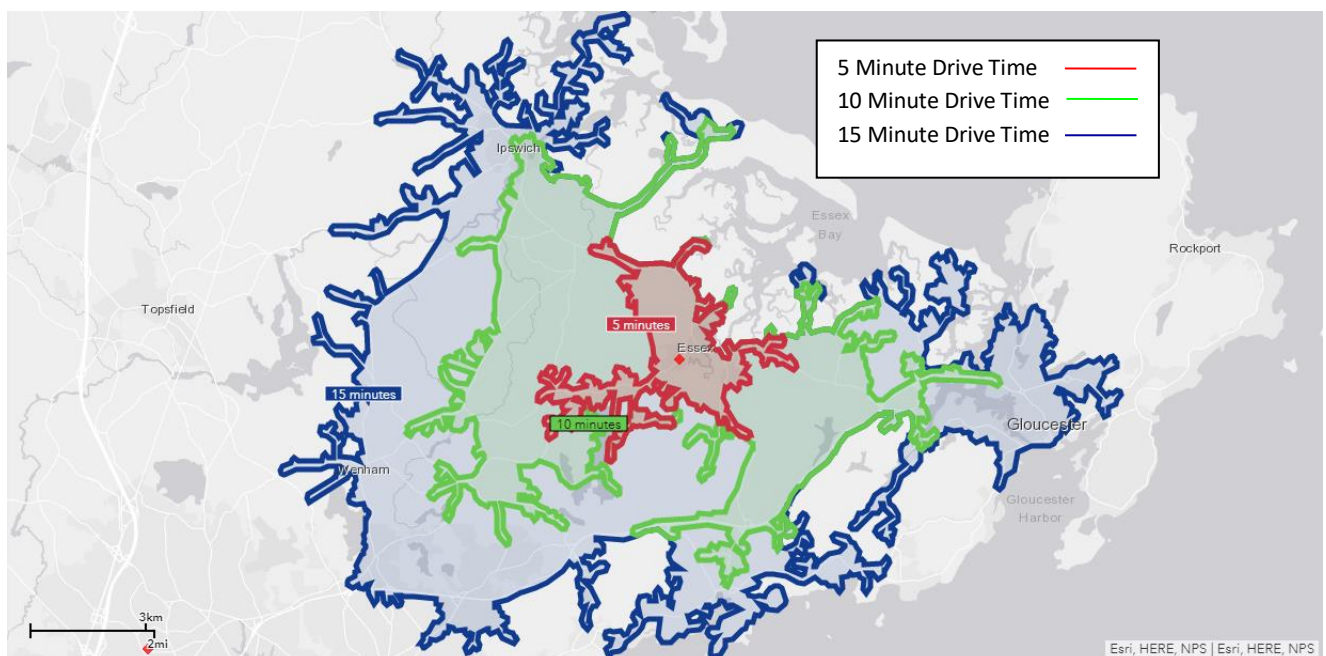 5 Minute Drive Time
10 Minute Drive Time
15 Minute Drive Time
Ipswich
Essex
Bay
Rockport
Topsfield
5 minutes
Essex
15 minutes
10 minutes
Gloucester
Wenham
Gloucester
Harbor
3km
2mi
Esri, HERE, NPS | Esri, HERE, NPS